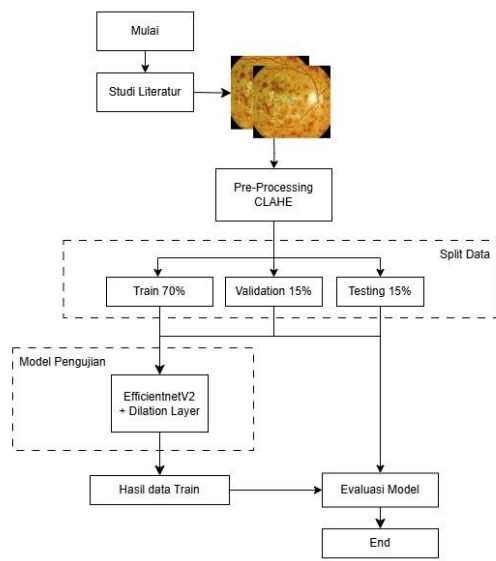 Mulai
Studi Literatur
Pre-Processing
CLAHE
Split Data
Train 70%
Validation 15%
Testing 15%
Model Pengujian
EfficientnetV2
+ Dilation Layer
Hasil data Train
Evaluasi Model
End